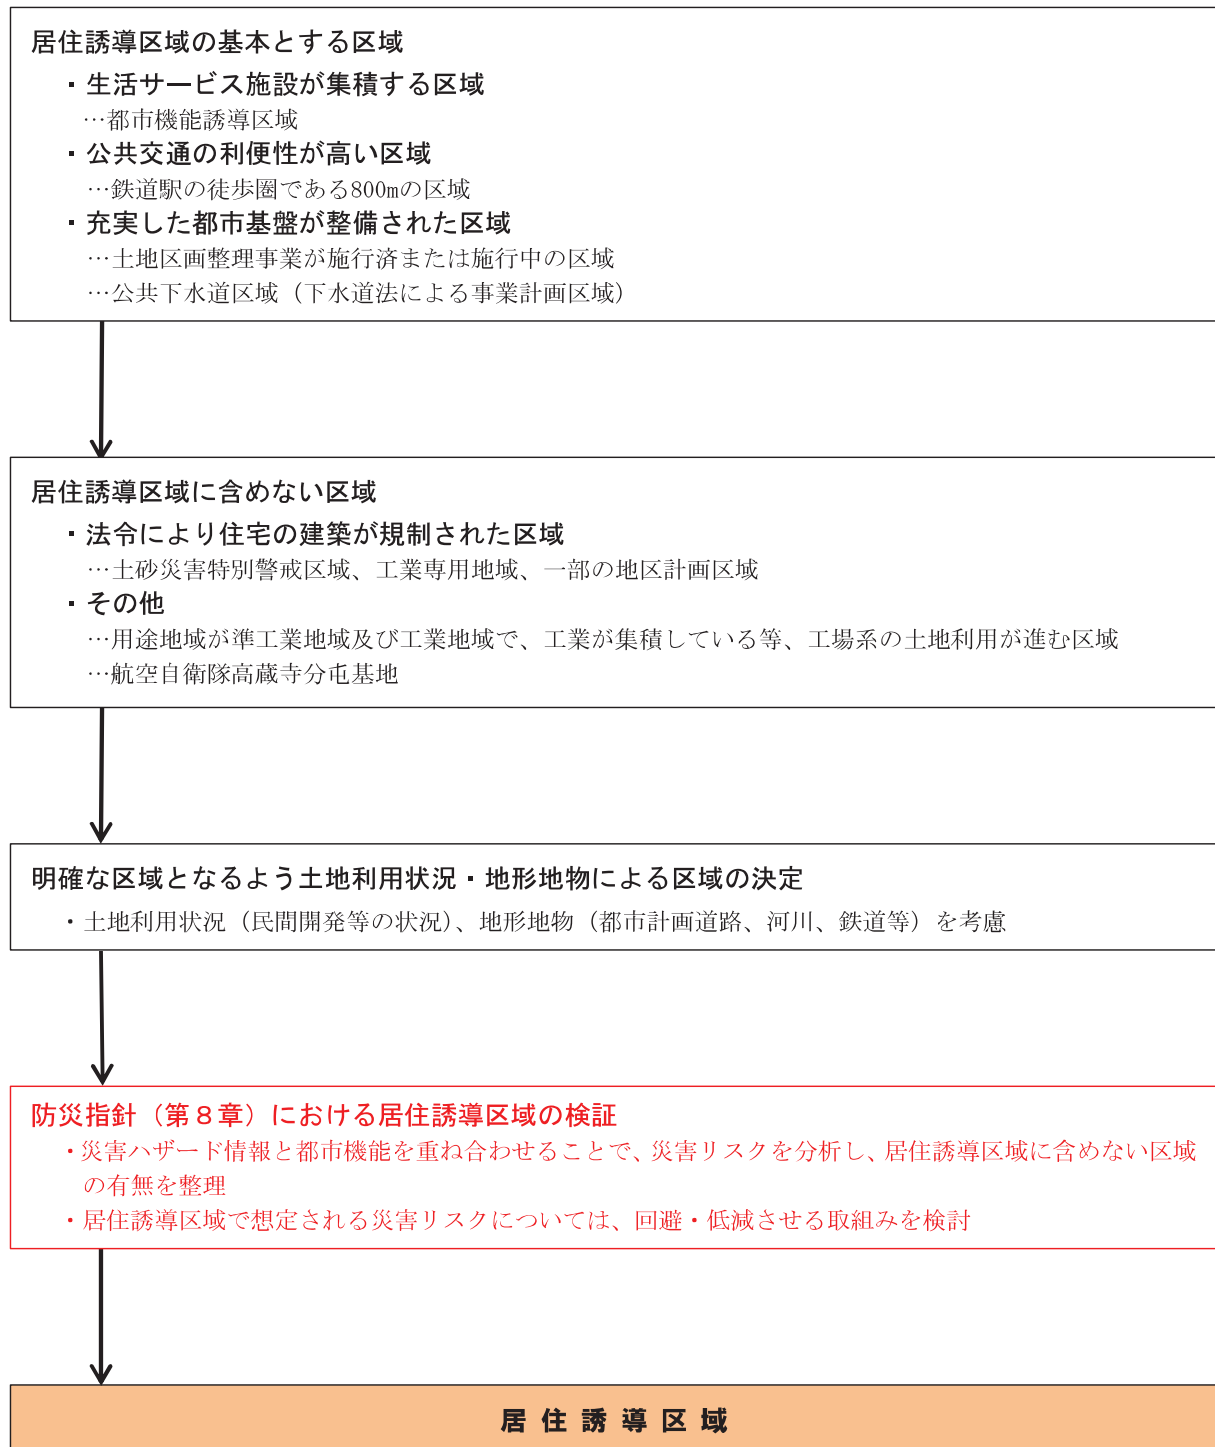 居住誘導区域の基本とする区域
・生活サービス施設が集積する区域
…都市機能誘導区域
・公共交通の利便性が高い区域
…鉄道駅の徒歩圏である800mの区域
・充実した都市基盤が整備された区域
…土地区画整理事業が施行済または施行中の区域
…公共下水道区域（下水道法による事業計画区域）
居住誘導区域に含めない区域
・法令により住宅の建築が規制された区域
…土砂災害特別警戒区域、工業専用地域、一部の地区計画区域
・その他
…用途地域が準工業地域及び工業地域で、工業が集積している等、工場系の土地利用が進む区域
…航空自衛隊高蔵寺分屯基地
明確な区域となるよう土地利用状況・地形地物による区域の決定
・土地利用状況（民間開発等の状況）、地形地物（都市計画道路、河川、鉄道等）を考慮
防災指針（第８章）における居住誘導区域の検証
・災害ハザード情報と都市機能を重ね合わせることで、災害リスクを分析し、居住誘導区域に含めない区域
の有無を整理
・居住誘導区域で想定される災害リスクについては、回避・低減させる取組みを検討
居住誘導区域